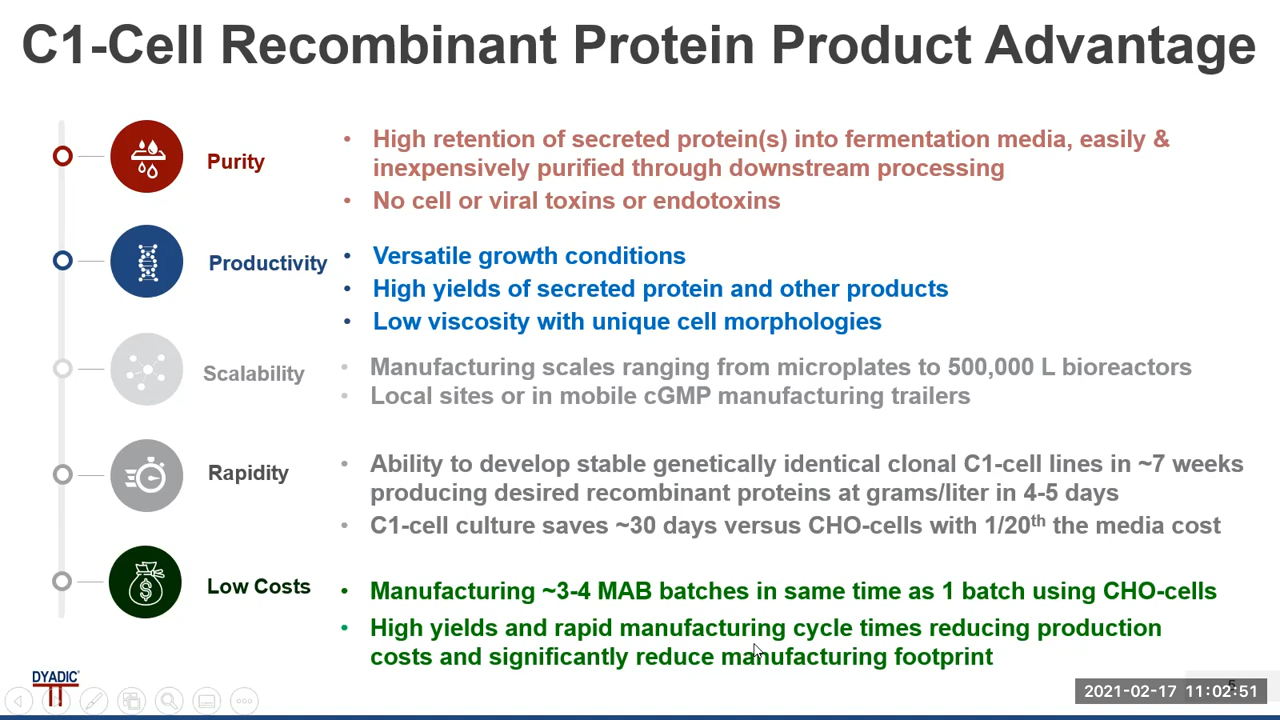 C1-Cell Recombinant Protein Product Advantage
Purity
• High retention of secreted protein(s) into fermentation media, easily &
inexpensively purified through downstream processing
• No cell or viral toxins or endotoxins
Productivity
• Versatile growth conditions
• High yields of secreted protein and other products
• Low viscosity with unique cell morphologies
Scalability
• Manufacturing scales ranging from microplates to 500,000 L bioreactors
• Local sites or in mobile cGMP manufacturing trailers
Rapidity
• Ability to develop stable genetically identical clonal C1-cell lines in ~7 weeks
producing desired recombinant proteins at grams/liter in 4-5 days
• C1-cell culture saves ~30 days versus CHO-cells with 1/20th the media cost
Low Costs
• Manufacturing ~3-4 MAB batches in same time as 1 batch using CHO-cells
• High yields and rapid manufacturing cycle times reducing production
costs and significantly reduce manufacturing footprint
DYADIC
2021-02-17 11:02:51